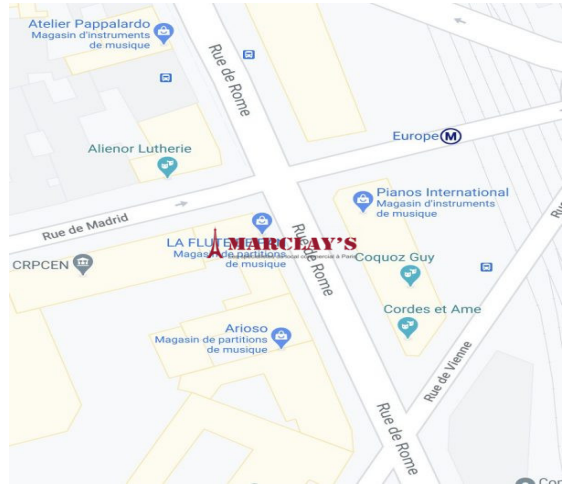 Atelier Pappalardo
Magasin d'instruments
de musique
Rue de Rome
Europe M
Alienor Lutherie
Pianos International
Magasin d'instruments
de musique
Rue de Madrid
LA FLUTE DE
MARCLAY'S
Magasin de partitions
de musique
Rue de Rome
CRPCEN
Coquoz Guy
Cordes et Ame
Arioso
Magasin de partitions
de musique
Rue de Vienne
Rue de Rome